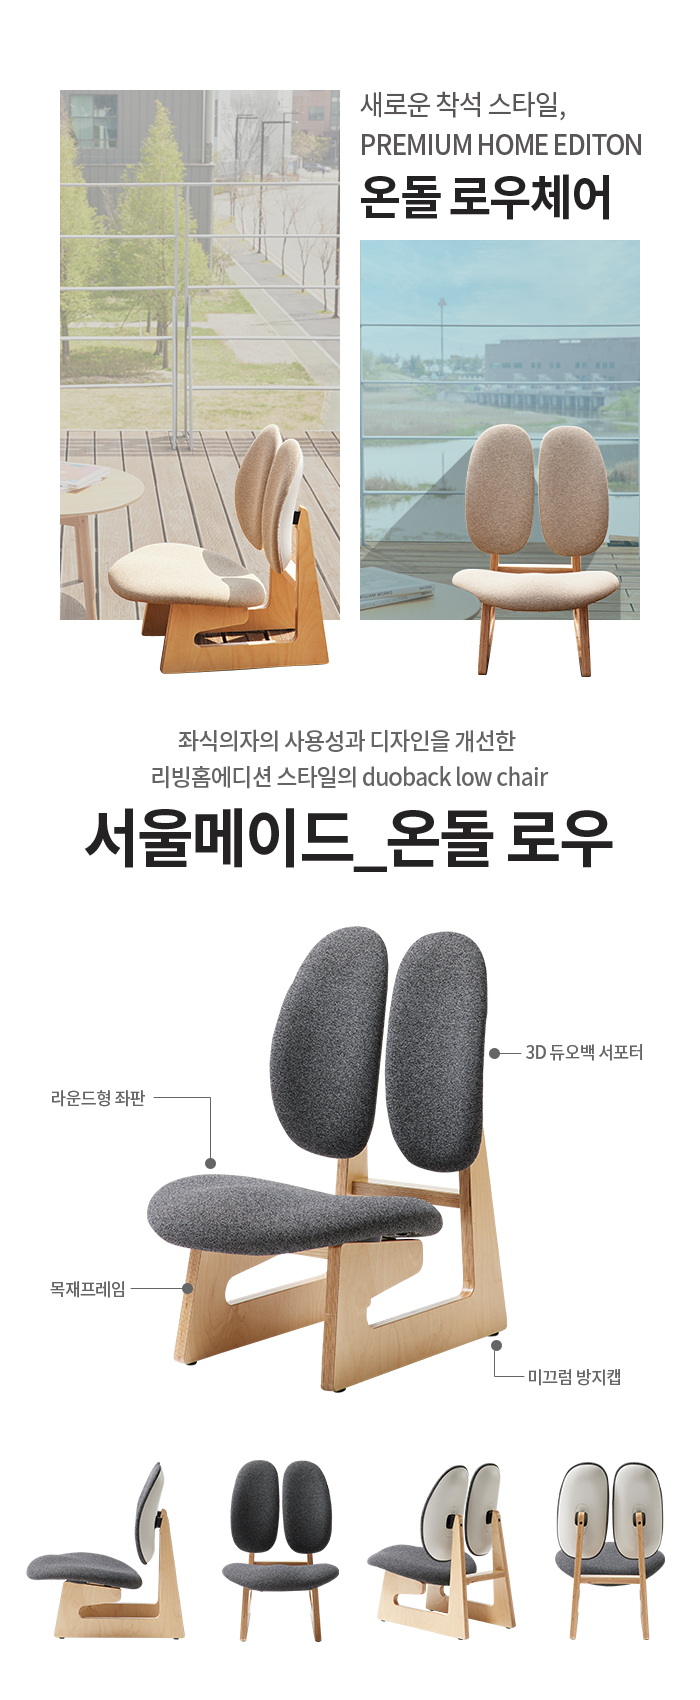 새로운 착석 스타일,
PREMIUM HOME EDITON
온돌 로우체어
좌식의자의 사용성과 디자인을 개선한
리빙홈에디션 스타일의 duoback low chair
서울메이드_온돌 로우
3D 듀오백 서포터
라운드형 좌판
목재프레임
미끄럼 방지캡